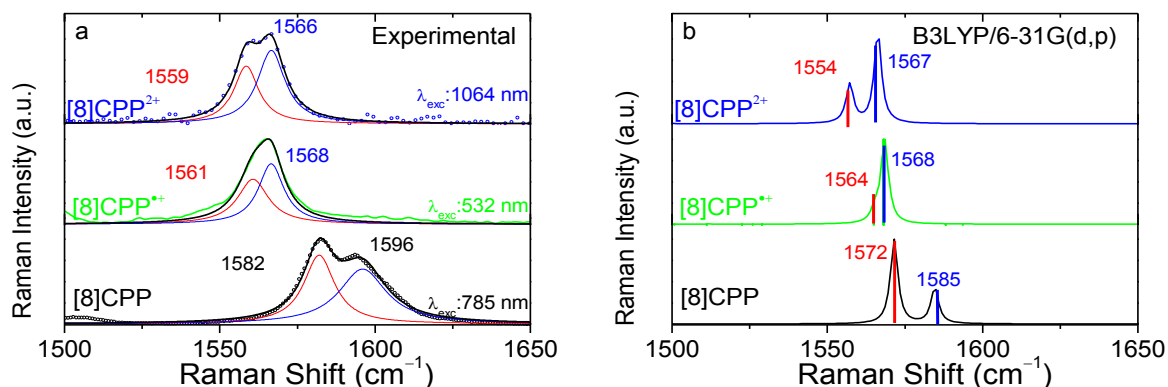 a
Experimental
1566
1559
[8]CPP²⁺
λexc:1064 nm
1568
1561
[8]CPP•⁺
λexc:532 nm
1596
1582
[8]CPP
λexc:785 nm
Raman Intensity (a.u.)
1500 1550 1600 1650
Raman Shift (cm⁻¹)
b
B3LYP/6-31G(d,p)
1554
1567
[8]CPP²⁺
1568
1564
[8]CPP•⁺
1572
1585
[8]CPP
Raman Intensity (a.u.)
1500 1550 1600 1650
Raman Shift (cm⁻¹)